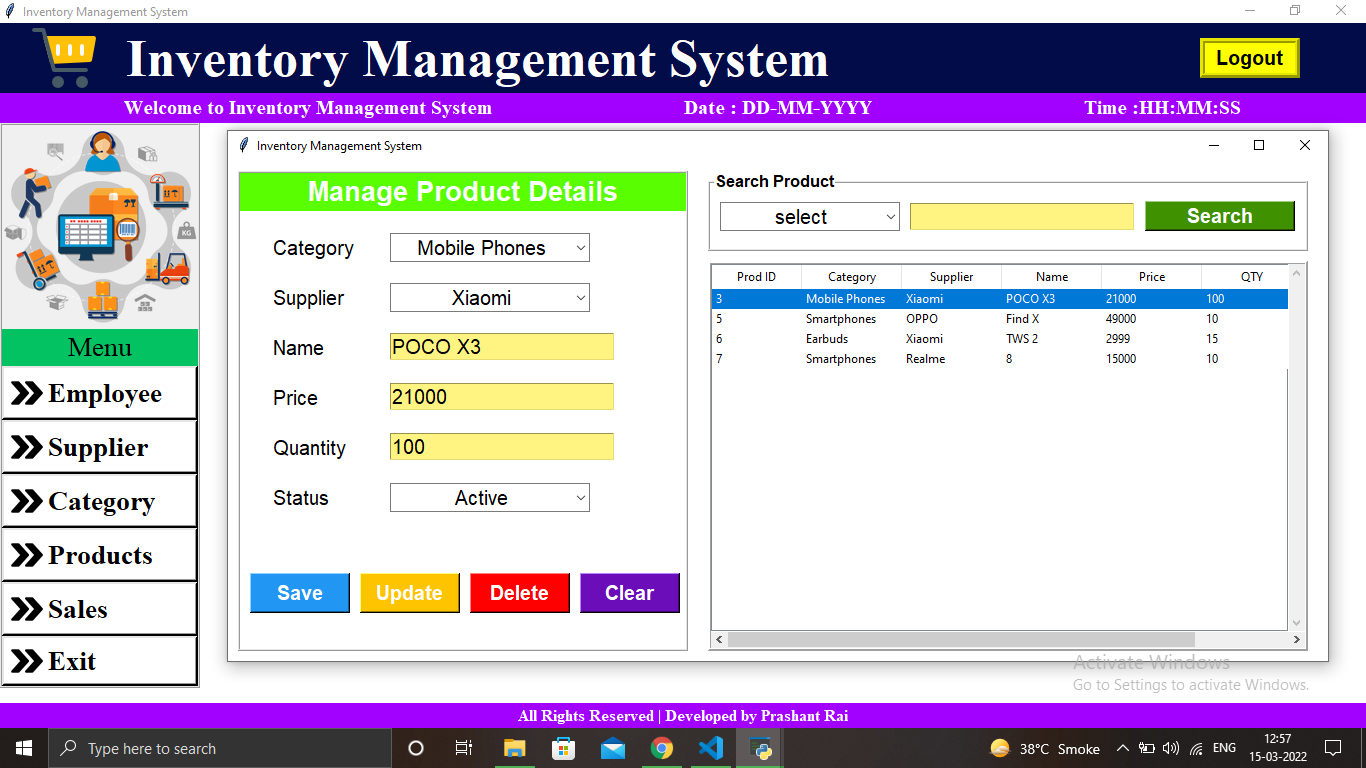 Inventory Management System
Inventory Management System
Logout
Welcome to Inventory Management System Date : DD-MM-YYYY Time :HH:MM:SS
KG
Menu
Employee
Supplier
Category
Products
Sales
Exit
Inventory Management System
Manage Product Details
Category Mobile Phones
Supplier Xiaomi
Name POCO X3
Price 21000
Quantity 100
Status Active
Save Update Delete Clear
Search Product
select Search
Prod ID Category Supplier Name Price QTY
3 Mobile Phones Xiaomi POCO X3 21000 100
5 Smartphones OPPO Find X 49000 10
6 Earbuds Xiaomi TWS 2 2999 15
7 Smartphones Realme 8 15000 10
Activate Windows
Go to Settings to activate Windows.
All Rights Reserved | Developed by Prashant Rai
Type here to search
38°C Smoke
ENG
12:57
15-03-2022